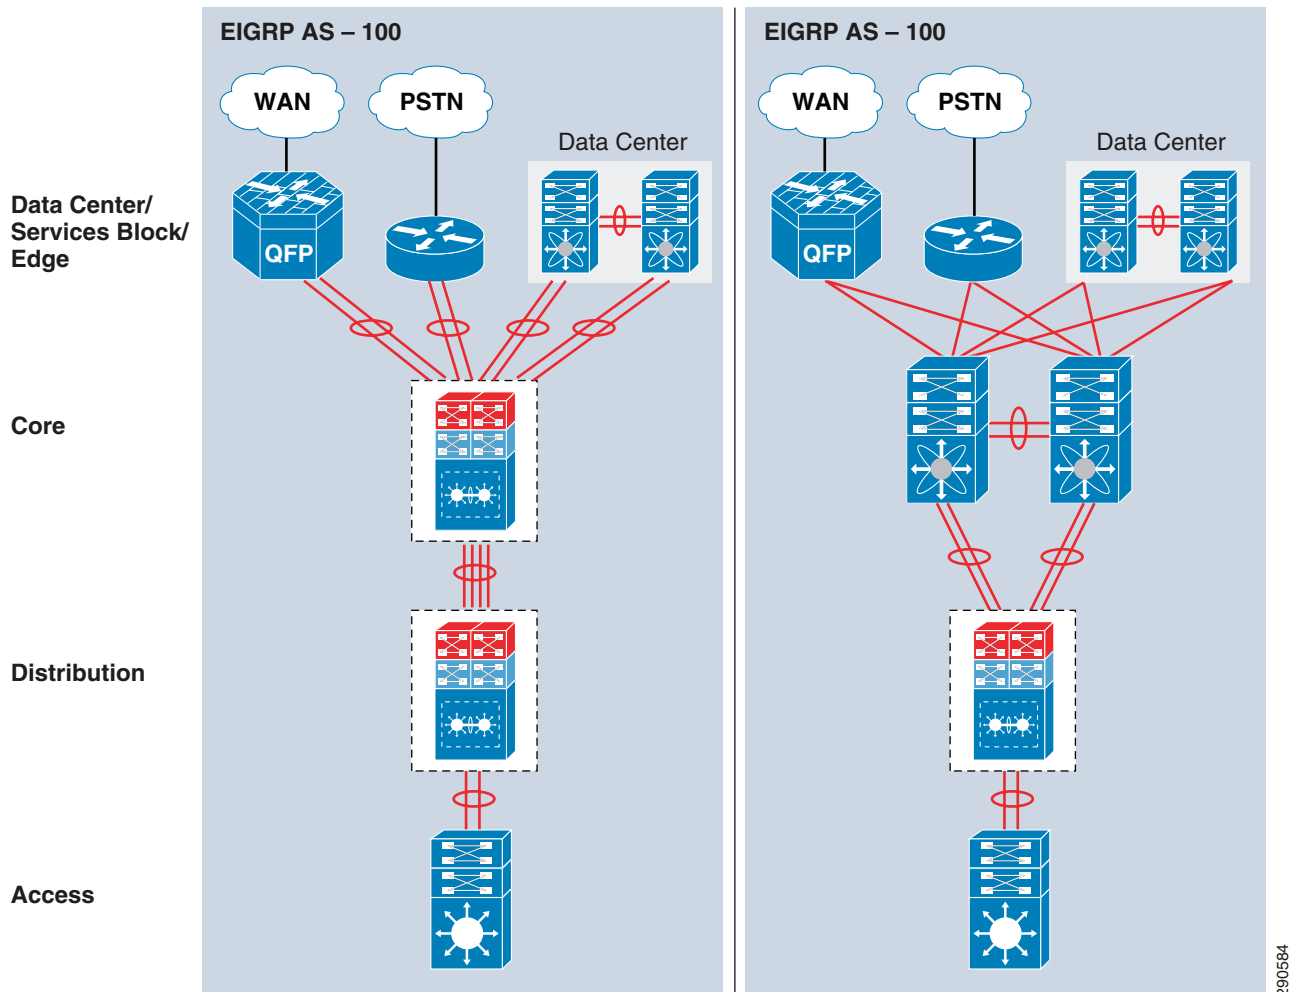 EIGRP AS – 100
WAN
PSTN
Data Center
QFP
EIGRP AS – 100
WAN
PSTN
Data Center
QFP
Data Center/
Services Block/
Edge
Core
Distribution
Access
290584